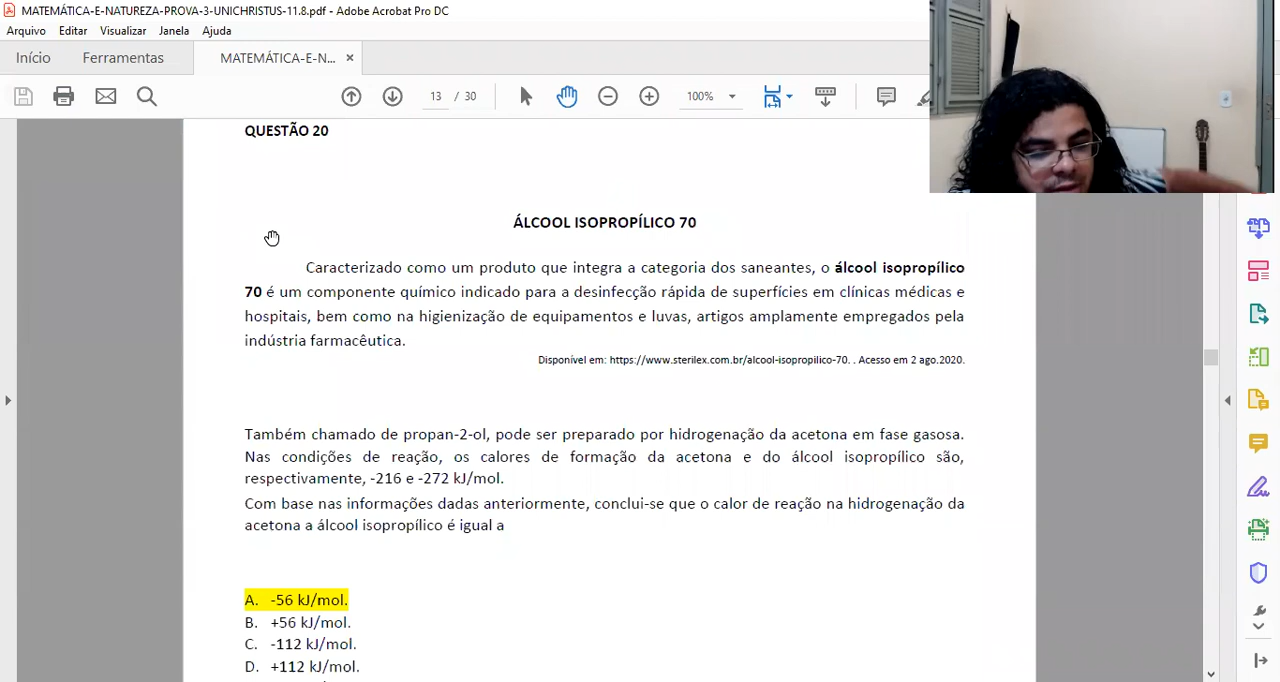 MATEMÁTICA-E-NATUREZA-PROVA-3-UNICHRISTUS-11.8.pdf - Adobe Acrobat Pro DC
Arquivo Editar Visualizar Janela Ajuda
Início Ferramentas MATEMÁTICA-E-N... ×
13 / 30 100%
QUESTÃO 20
ÁLCOOL ISOPROPÍLICO 70
Caracterizado como um produto que integra a categoria dos saneantes, o álcool isopropílico
70 é um componente químico indicado para a desinfecção rápida de superfícies em clínicas médicas e
hospitais, bem como na higienização de equipamentos e luvas, artigos amplamente empregados pela
indústria farmacêutica.
Disponível em: https://www.sterilex.com.br/alcool-isopropilico-70. . Acesso em 2 ago.2020.
Também chamado de propan-2-ol, pode ser preparado por hidrogenação da acetona em fase gasosa.
Nas condições de reação, os calores de formação da acetona e do álcool isopropílico são,
respectivamente, -216 e -272 kJ/mol.
Com base nas informações dadas anteriormente, conclui-se que o calor de reação na hidrogenação da
acetona a álcool isopropílico é igual a
A. -56 kJ/mol.
B. +56 kJ/mol.
C. -112 kJ/mol.
D. +112 kJ/mol.